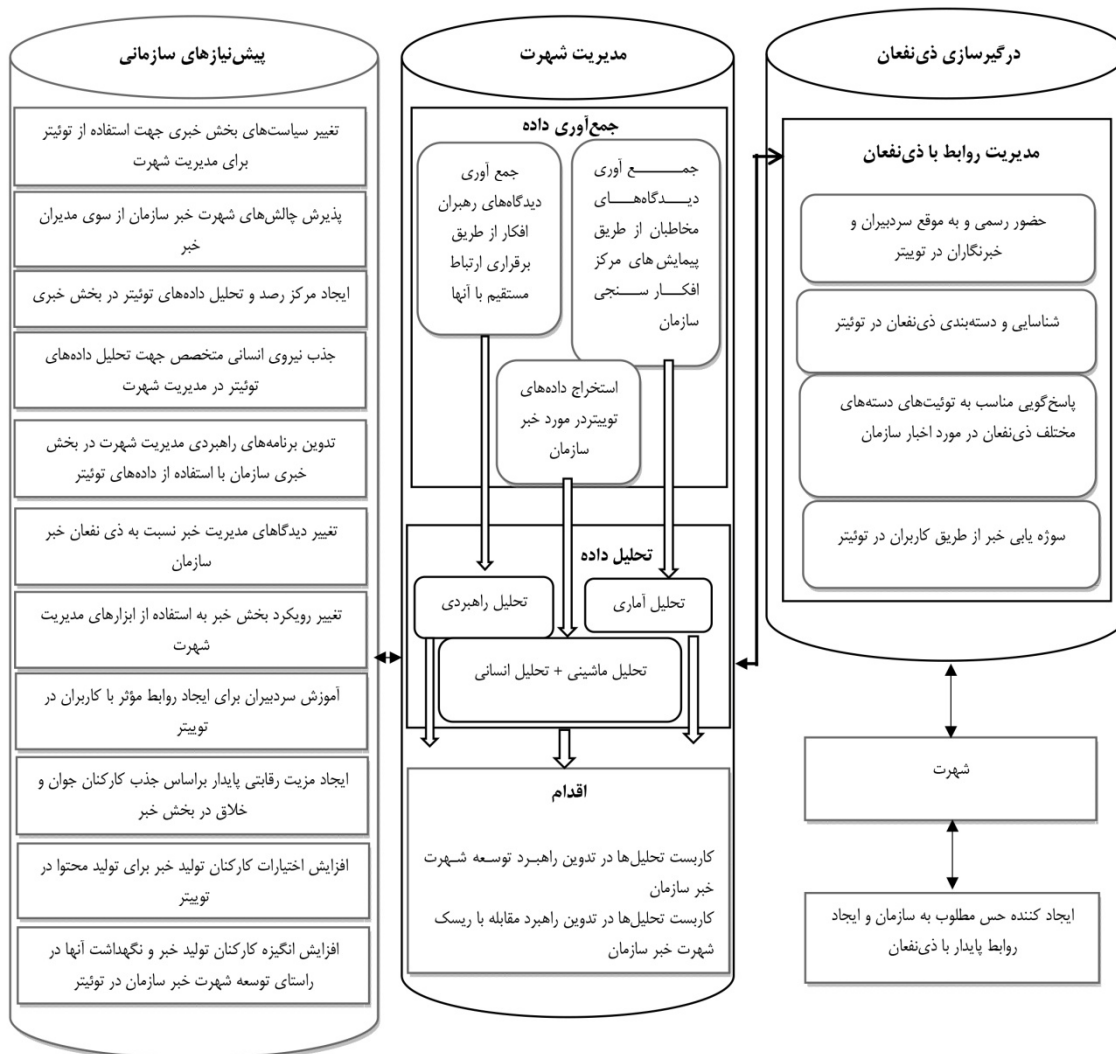 درگیرسازی ذی‌نفعان
مدیریت روابط با ذی‌نفعان
حضور رسمی و به موقع سردبیران و
خبرنگاران در توییتر
شناسایی و دسته‌بندی ذی‌نفعان در توئیتر
پاسخ‌گویی مناسب به توئیت‌های دسته‌های
مختلف ذی‌نفعان در مورد اخبار سازمان
سوژه یابی خبر از طریق کاربران در توئیتر
شهرت
ایجاد کننده حس مطلوب به سازمان و ایجاد
روابط پایدار با ذی‌نفعان
مدیریت شهرت
جمع‌آوری داده
جمع آوری
دیدگاه‌های
مخاطبان از طریق
پیمایش های مرکز
افکار سنجی
سازمان
جمع آوری
دیدگاه‌های رهبران
افکار از طریق
برقراری ارتباط
مستقیم با آنها
استخراج داده‌های
توییتردر مورد خبر
سازمان
تحلیل داده
تحلیل آماری
تحلیل راهبردی
تحلیل ماشینی + تحلیل انسانی
اقدام
کاربست تحلیل‌ها در تدوین راهبرد توسعه شهرت
خبر سازمان
کاربست تحلیل‌ها در تدوین راهبرد مقابله با ریسک
شهرت خبر سازمان
پیش‌نیازهای سازمانی
تغییر سیاست‌های بخش خبری جهت استفاده از توئیتر
برای مدیریت شهرت
پذیرش چالش‌های شهرت خبر سازمان از سوی مدیران
خبر
ایجاد مرکز رصد و تحلیل داده‌های توئیتر در بخش خبری
جذب نیروی انسانی متخصص جهت تحلیل داده‌های
توئیتر در مدیریت شهرت
تدوین برنامه‌های راهبردی مدیریت شهرت در بخش
خبری سازمان با استفاده از داده‌های توئیتر
تغییر دیدگاهای مدیریت خبر نسبت به ذی نفعان خبر
سازمان
تغییر رویکرد بخش خبر به استفاده از ابزارهای مدیریت
شهرت
آموزش سردبیران برای ایجاد روابط مؤثر با کاربران در
توییتر
ایجاد مزیت رقابتی پایدار براساس جذب کارکنان جوان و
خلاق در بخش خبر
افزایش اختیارات کارکنان تولید خبر برای تولید محتوا در
توییتر
افزایش انگیزه کارکنان تولید خبر و نگهداشت آنها در
راستای توسعه شهرت خبر سازمان در توئیتر